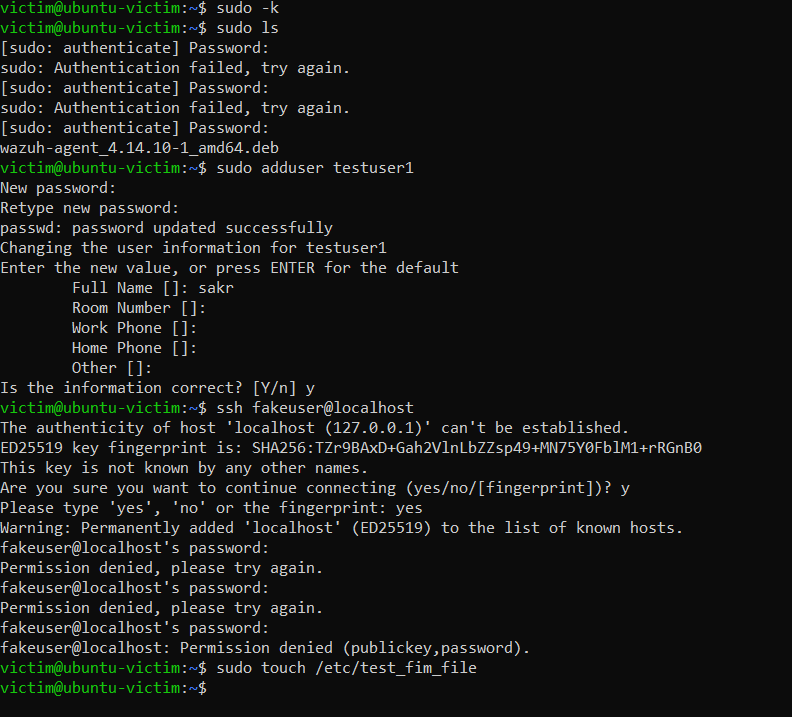 victim@ubuntu-victim:~$ sudo -k
victim@ubuntu-victim:~$ sudo ls
[sudo: authenticate] Password:
sudo: Authentication failed, try again.
[sudo: authenticate] Password:
sudo: Authentication failed, try again.
[sudo: authenticate] Password:
wazuh-agent_4.14.10-1_amd64.deb
victim@ubuntu-victim:~$ sudo adduser testuser1
New password:
Retype new password:
passwd: password updated successfully
Changing the user information for testuser1
Enter the new value, or press ENTER for the default
        Full Name []: sakr
        Room Number []:
        Work Phone []:
        Home Phone []:
        Other []:
Is the information correct? [Y/n] y
victim@ubuntu-victim:~$ ssh fakeuser@localhost
The authenticity of host 'localhost (127.0.0.1)' can't be established.
ED25519 key fingerprint is: SHA256:TZr9BAxD+Gah2VlnLbZZsp49+MN75Y0FblM1+rRGnB0
This key is not known by any other names.
Are you sure you want to continue connecting (yes/no/[fingerprint])? y
Please type 'yes', 'no' or the fingerprint: yes
Warning: Permanently added 'localhost' (ED25519) to the list of known hosts.
fakeuser@localhost's password:
Permission denied, please try again.
fakeuser@localhost's password:
Permission denied, please try again.
fakeuser@localhost's password:
fakeuser@localhost: Permission denied (publickey,password).
victim@ubuntu-victim:~$ sudo touch /etc/test_fim_file
victim@ubuntu-victim:~$